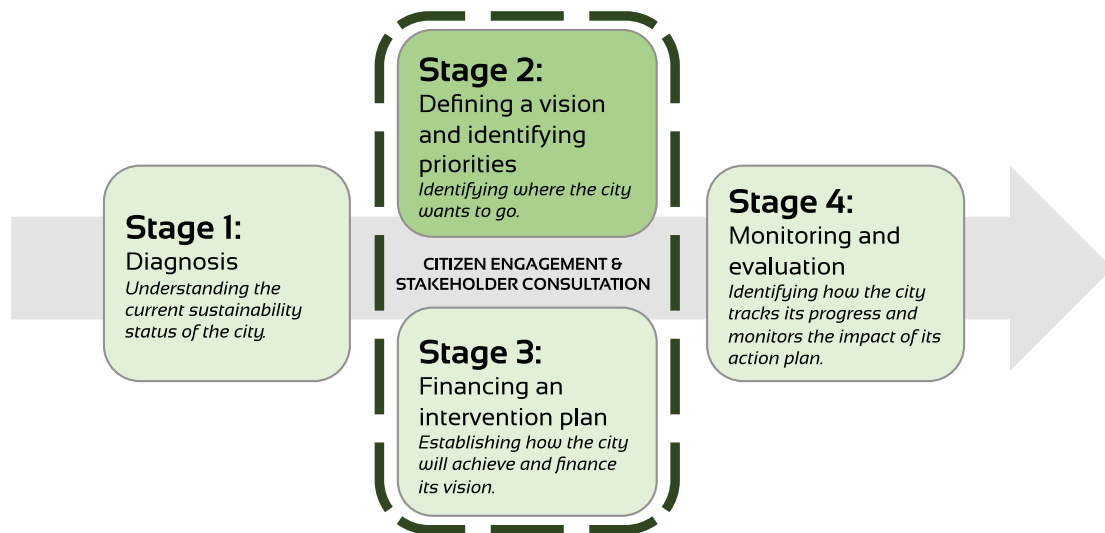 Stage 1:
Diagnosis
Understanding the
current sustainability
status of the city.
Stage 2:
Defining a vision
and identifying
priorities
Identifying where the city
wants to go.
CITIZEN ENGAGEMENT &
STAKEHOLDER CONSULTATION
Stage 3:
Financing an
intervention plan
Establishing how the city
will achieve and finance
its vision.
Stage 4:
Monitoring and
evaluation
Identifying how the city
tracks its progress and
monitors the impact of its
action plan.